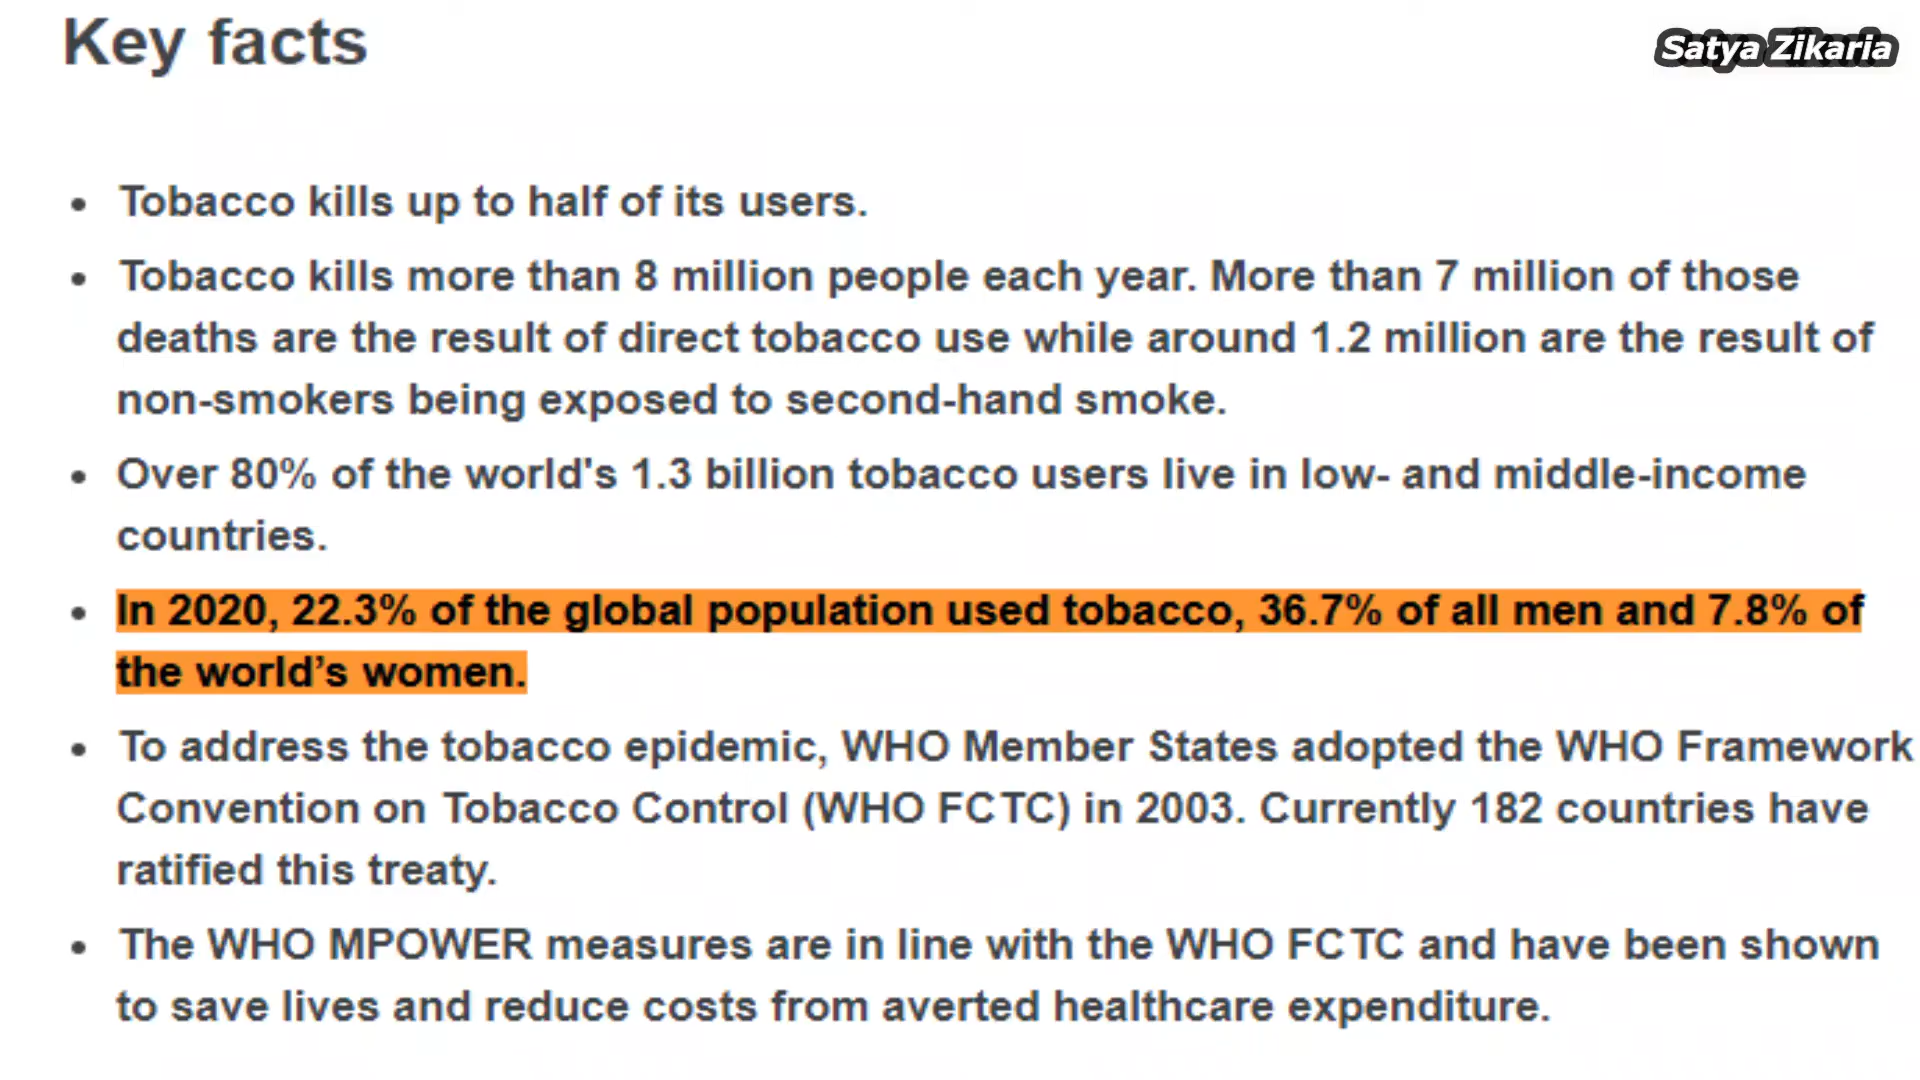 Key facts
Satya Zikaria
• Tobacco kills up to half of its users.
• Tobacco kills more than 8 million people each year. More than 7 million of those
deaths are the result of direct tobacco use while around 1.2 million are the result of
non-smokers being exposed to second-hand smoke.
• Over 80% of the world's 1.3 billion tobacco users live in low- and middle-income
countries.
• In 2020, 22.3% of the global population used tobacco, 36.7% of all men and 7.8% of
the world’s women.
• To address the tobacco epidemic, WHO Member States adopted the WHO Framework
Convention on Tobacco Control (WHO FCTC) in 2003. Currently 182 countries have
ratified this treaty.
• The WHO MPOWER measures are in line with the WHO FCTC and have been shown
to save lives and reduce costs from averted healthcare expenditure.